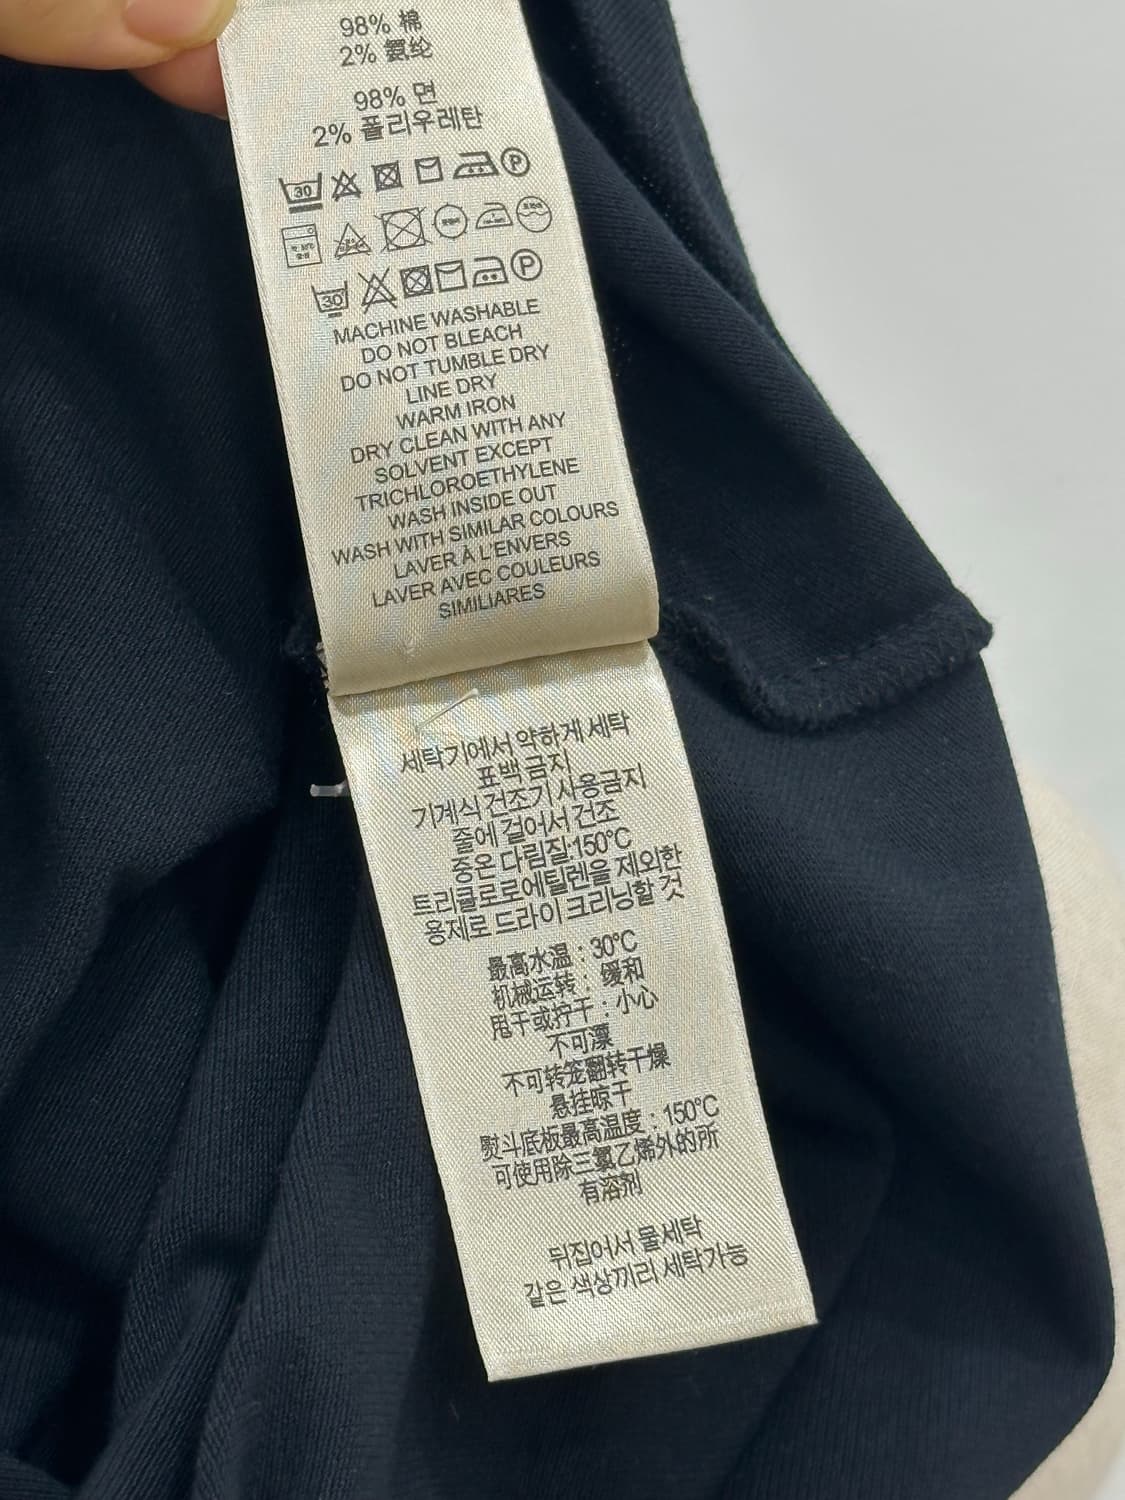 98% 棉
2% 氨纶
98% 면
2% 폴리우레탄
30 P
30 P
MACHINE WASHABLE
DO NOT BLEACH
DO NOT TUMBLE DRY
LINE DRY
WARM IRON
DRY CLEAN WITH ANY
SOLVENT EXCEPT
TRICHLOROETHYLENE
WASH INSIDE OUT
WASH WITH SIMILAR COLOURS
LAVER À L'ENVERS
LAVER AVEC COULEURS
SIMILIARES
세탁기에서 약하게 세탁
표백 금지
기계식 건조기 사용금지
줄에 걸어서 건조
중온 다림질·150°C
트리클로로에틸렌을 제외한
용제로 드라이 크리닝할 것
最高水温：30°C
机械运转：缓和
甩干或拧干：小心
不可漂
不可转笼翻转干燥
悬挂晾干
熨斗底板最高温度：150°C
可使用除三氯乙烯外的所
有溶剂
뒤집어서 물세탁
같은 색상끼리 세탁가능